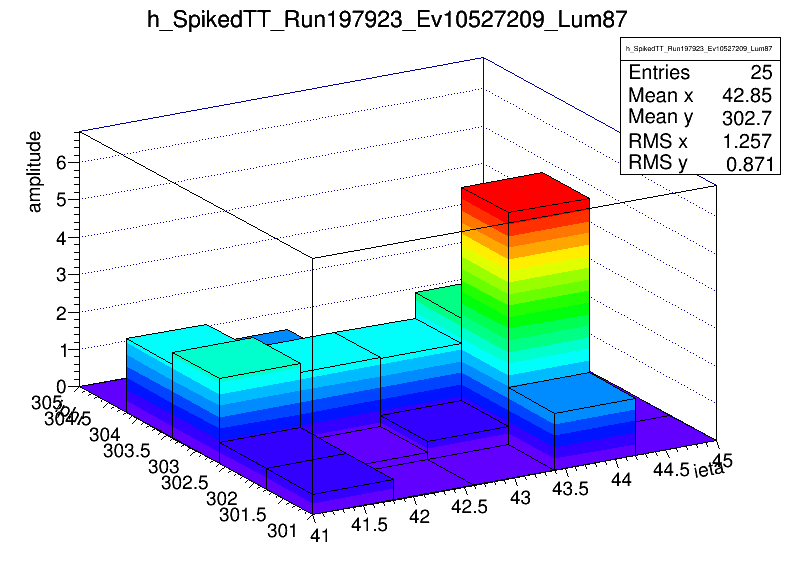 h_SpikedTT_Run197923_Ev10527209_Lum87
h_SpikedTT_Run197923_Ev10527209_Lum87
Entries 25
Mean x 42.85
Mean y 302.7
RMS x 1.257
RMS y 0.871
amplitude
6
5
4
3
2
1
0
305
304.5
304
303.5
303
302.5
302
301.5
301
41
41.5
42
42.5
43
43.5
44
44.5
45
ieta